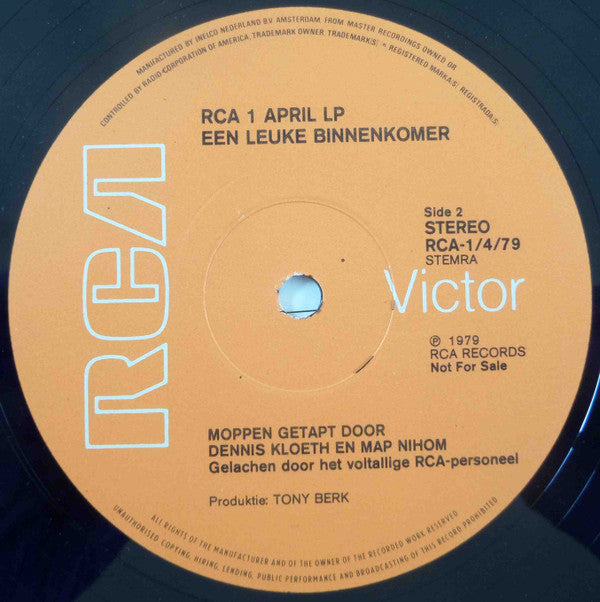 MANUFACTURED BY INELCO NEDERLAND B.V. AMSTERDAM, FROM MASTER RECORDINGS OWNED OR
CONTROLLED BY RADIO CORPORATION OF AMERICA. TRADEMARK OWNER, TRADEMARK(S) ® REGISTERED MARKA(S) REGISTRADA(S)
RCA 1 APRIL LP
EEN LEUKE BINNENKOMER
RCA
Side 2
STEREO
RCA-1/4/79
STEMRA
Victor
℗ 1979
RCA RECORDS
Not For Sale
MOPPEN GETAPT DOOR
DENNIS KLOETH EN MAP NIHOM
Gelachen door het voltallige RCA-personeel
Produktie: TONY BERK
ALL RIGHTS OF THE MANUFACTURER AND OF THE OWNER OF THE RECORDED WORK RESERVED
UNAUTHORISED COPYING, HIRING, LENDING, PUBLIC PERFORMANCE AND BROADCASTING OF THIS RECORD PROHIBITED